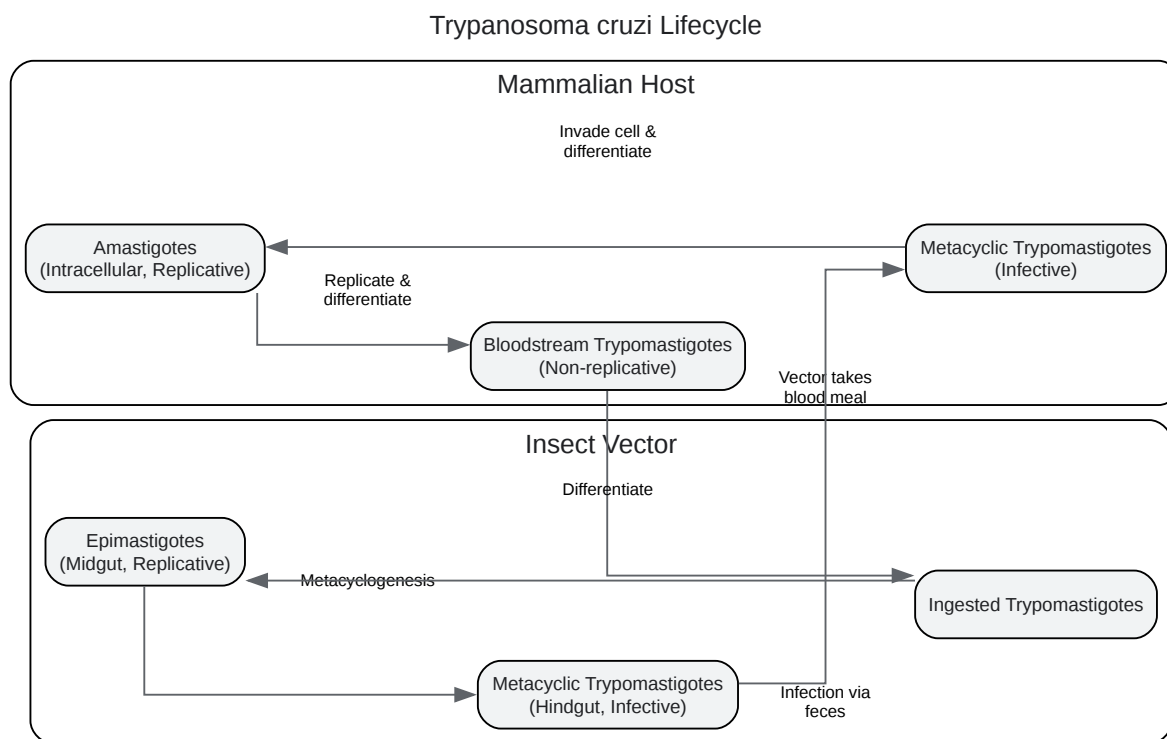 Trypanosoma cruzi Lifecycle
Mammalian Host
Invade cell &
differentiate
Amastigotes
(Intracellular, Replicative)
Metacyclic Trypomastigotes
(Infective)
Replicate &
differentiate
Bloodstream Trypomastigotes
(Non-replicative)
Vector takes
blood meal
Insect Vector
Differentiate
Epimastigotes
(Midgut, Replicative)
Metacyclogenesis
Ingested Trypomastigotes
Metacyclic Trypomastigotes
(Hindgut, Infective)
Infection via
feces